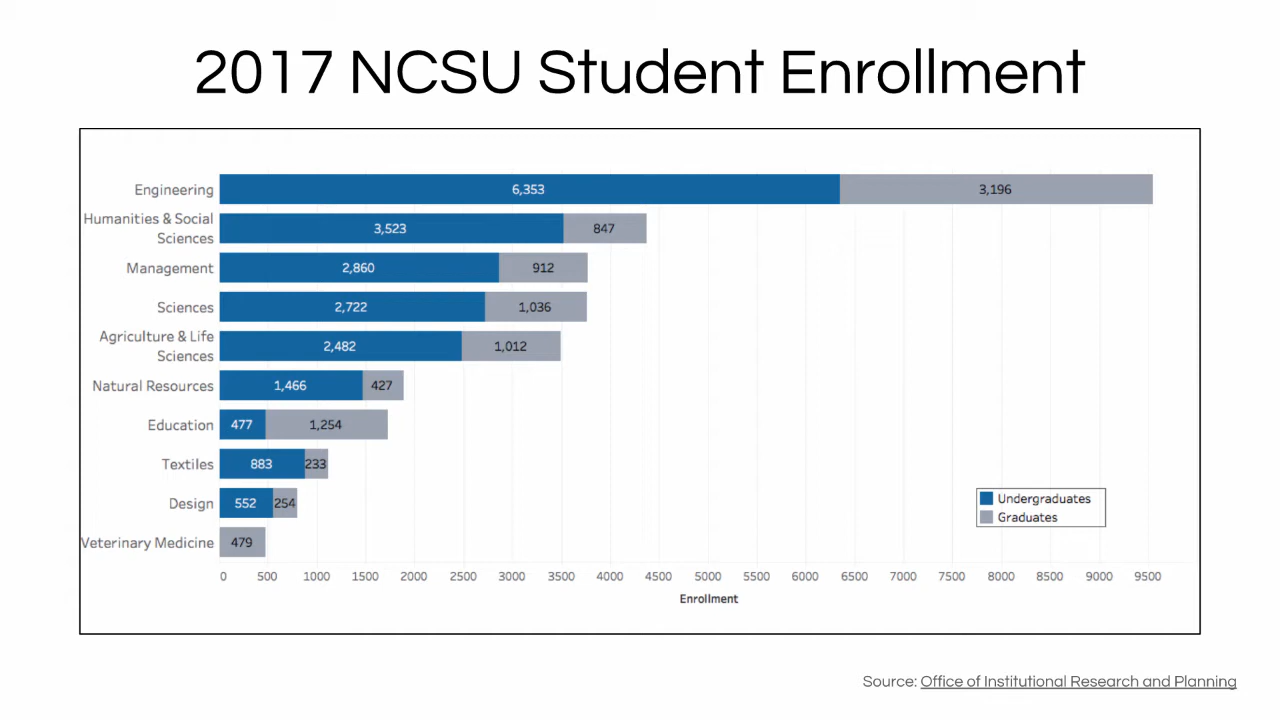 2017 NCSU Student Enrollment
Engineering 6,353 3,196
Humanities & Social
Sciences 3,523 847
Management 2,860 912
Sciences 2,722 1,036
Agriculture & Life
Sciences 2,482 1,012
Natural Resources 1,466 427
Education 477 1,254
Textiles 883 233
Design 552 254
Veterinary Medicine 479
Undergraduates
Graduates
0 500 1000 1500 2000 2500 3000 3500 4000 4500 5000 5500 6000 6500 7000 7500 8000 8500 9000 9500
Enrollment
Source: Office of Institutional Research and Planning